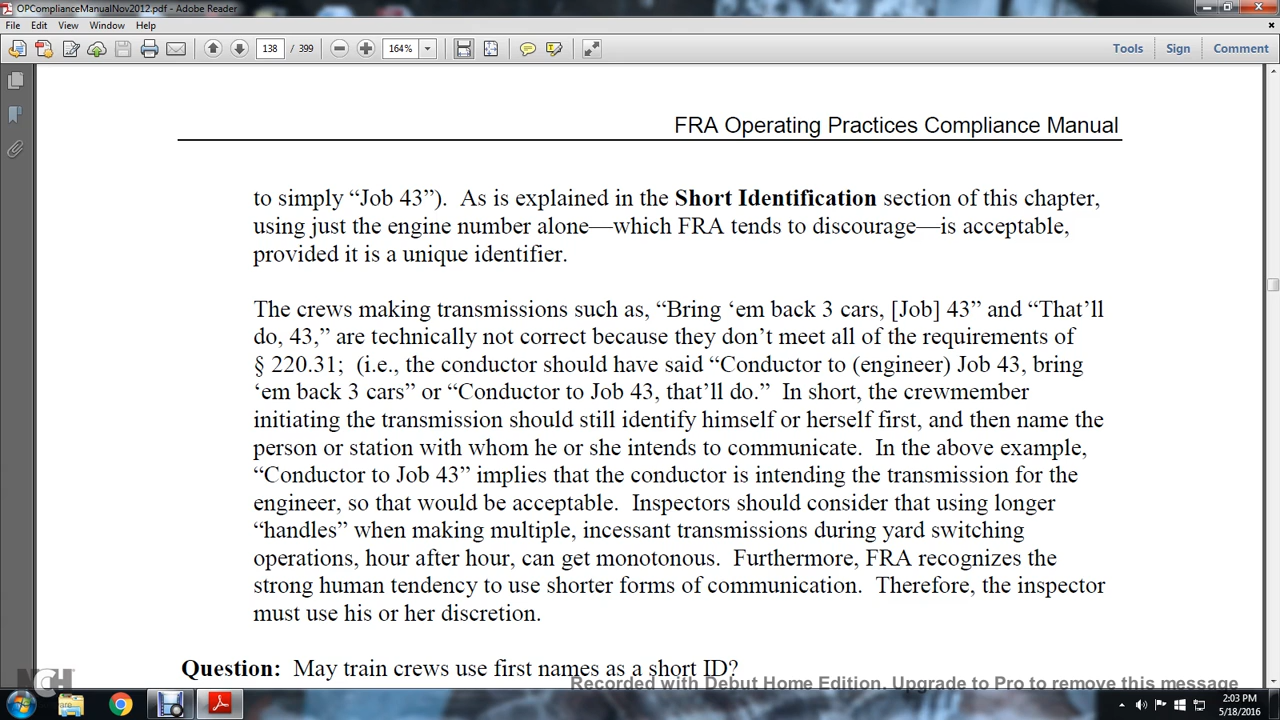 OPComplianceManualNov2012.pdf - Adobe Reader
File Edit View Window Help
138 / 399 164% Tools Sign Comment
FRA Operating Practices Compliance Manual
to simply “Job 43”). As is explained in the Short Identification section of this chapter,
using just the engine number alone—which FRA tends to discourage—is acceptable,
provided it is a unique identifier.
The crews making transmissions such as, “Bring ‘em back 3 cars, [Job] 43” and “That’ll
do, 43,” are technically not correct because they don’t meet all of the requirements of
§ 220.31; (i.e., the conductor should have said “Conductor to (engineer) Job 43, bring
‘em back 3 cars” or “Conductor to Job 43, that’ll do.” In short, the crewmember
initiating the transmission should still identify himself or herself first, and then name the
person or station with whom he or she intends to communicate. In the above example,
“Conductor to Job 43” implies that the conductor is intending the transmission for the
engineer, so that would be acceptable. Inspectors should consider that using longer
“handles” when making multiple, incessant transmissions during yard switching
operations, hour after hour, can get monotonous. Furthermore, FRA recognizes the
strong human tendency to use shorter forms of communication. Therefore, the inspector
must use his or her discretion.
Question: May train crews use first names as a short ID?
NCH
Recorded with Debut Home Edition. Upgrade to Pro to remove this message
2:03 PM
5/18/2016